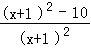 (x+1)² − 10
(x+1)²